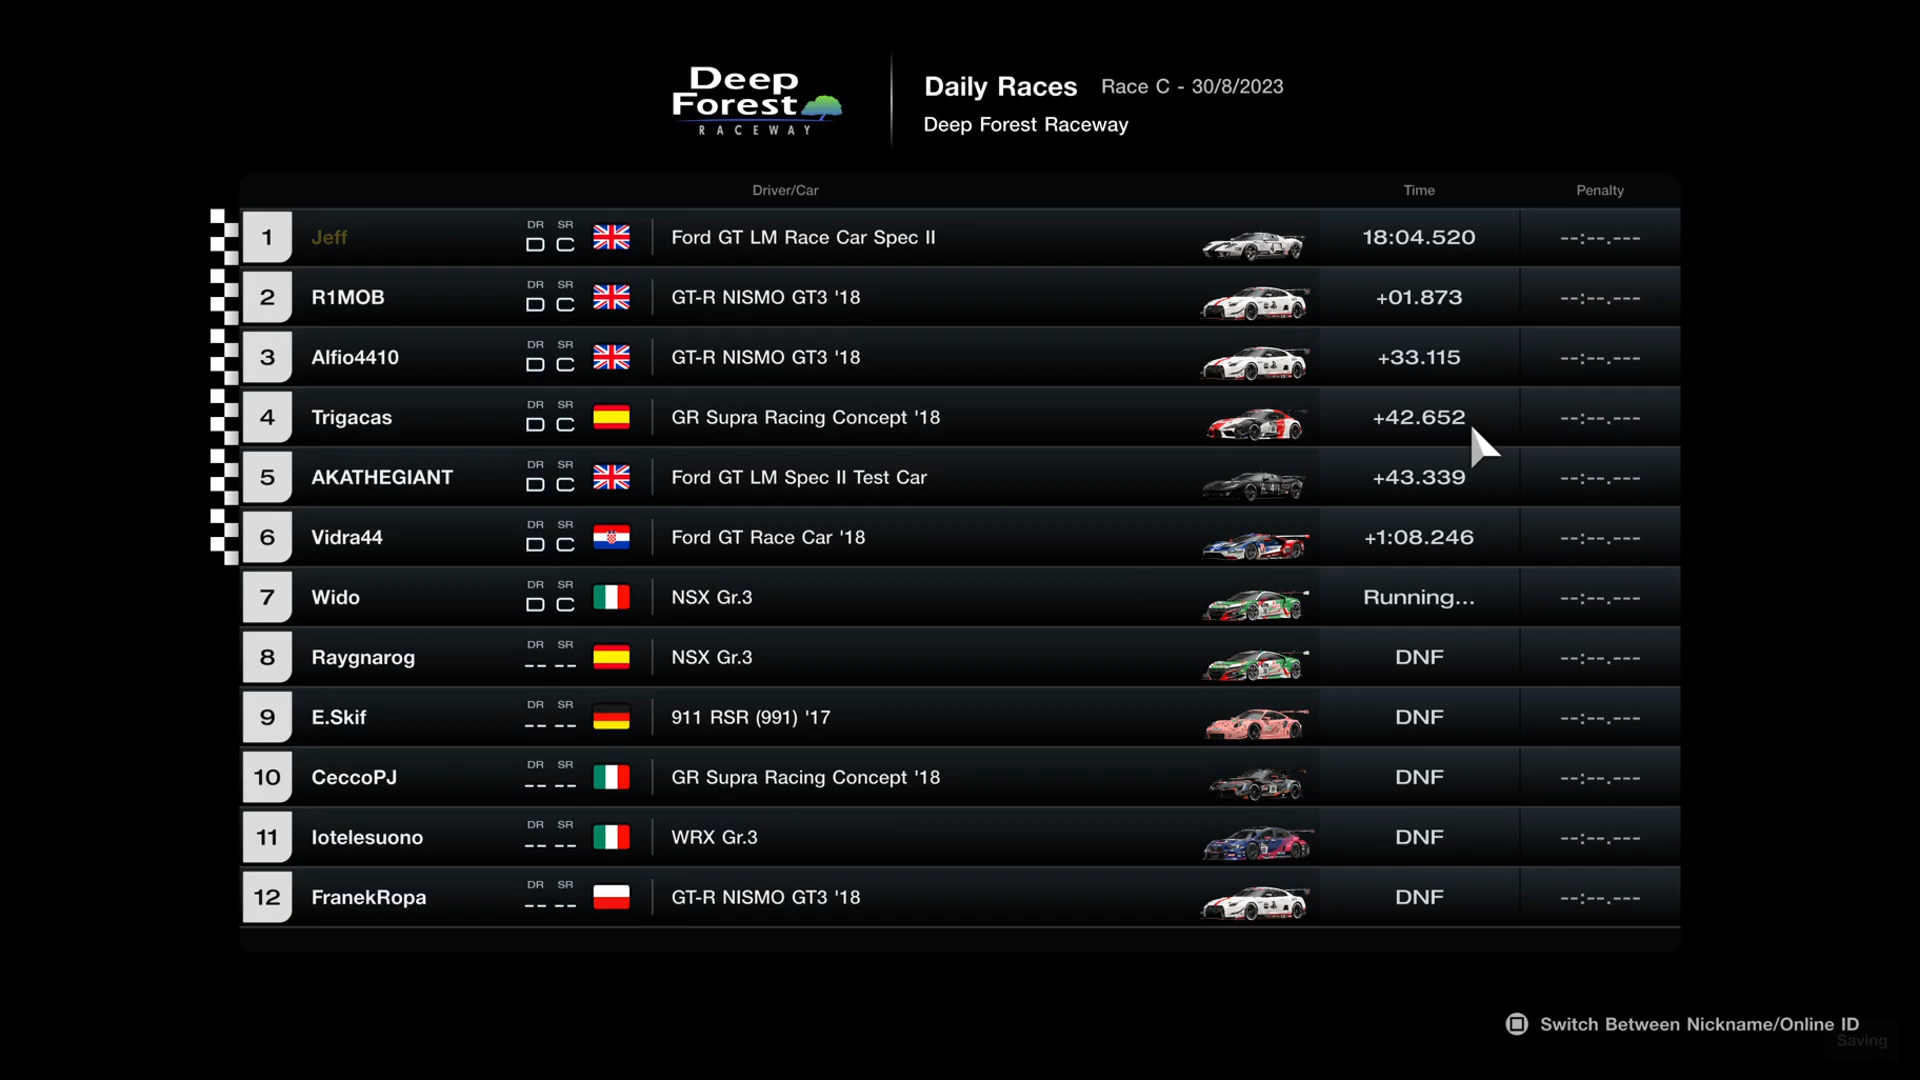 Deep
Forest
RACEWAY
Daily Races Race C - 30/8/2023
Deep Forest Raceway
Driver/Car Time Penalty
1 Jeff DR D SR C Ford GT LM Race Car Spec II 18:04.520 --:--.---
2 R1MOB DR D SR C GT-R NISMO GT3 '18 +01.873 --:--.---
3 Alfio4410 DR D SR C GT-R NISMO GT3 '18 +33.115 --:--.---
4 Trigacas DR D SR C GR Supra Racing Concept '18 +42.652 --:--.---
5 AKATHEGIANT DR D SR C Ford GT LM Spec II Test Car +43.339 --:--.---
6 Vidra44 DR D SR C Ford GT Race Car '18 +1:08.246 --:--.---
7 Wido DR D SR C NSX Gr.3 Running... --:--.---
8 Raygnarog DR -- SR -- NSX Gr.3 DNF --:--.---
9 E.Skif DR -- SR -- 911 RSR (991) '17 DNF --:--.---
10 CeccoPJ DR -- SR -- GR Supra Racing Concept '18 DNF --:--.---
11 lotelesuono DR -- SR -- WRX Gr.3 DNF --:--.---
12 FranekRopa DR -- SR -- GT-R NISMO GT3 '18 DNF --:--.---
Switch Between Nickname/Online ID
Saving